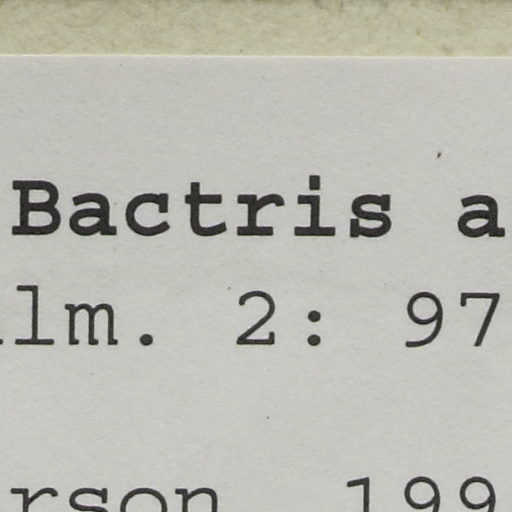 Bactris a
lm. 2: 97
rson 199